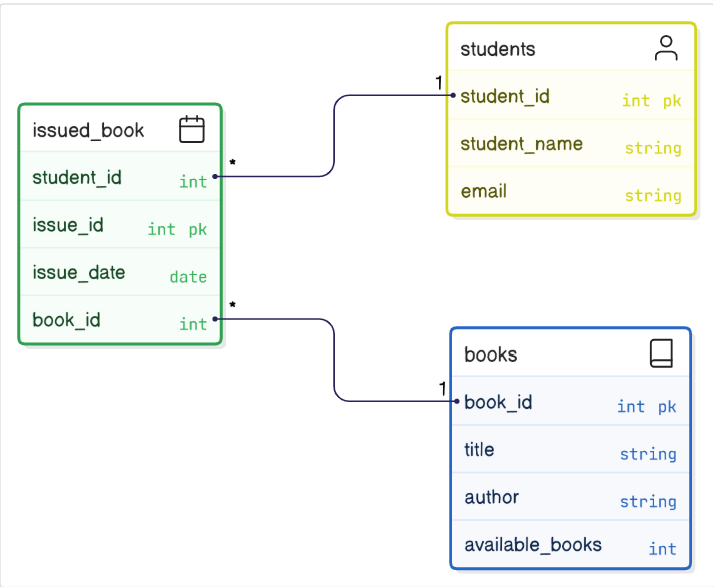 students
1
student_id int pk
student_name string
email string
issued_book
*
student_id int
issue_id int pk
issue_date date
*
book_id int
books
1
book_id int pk
title string
author string
available_books int